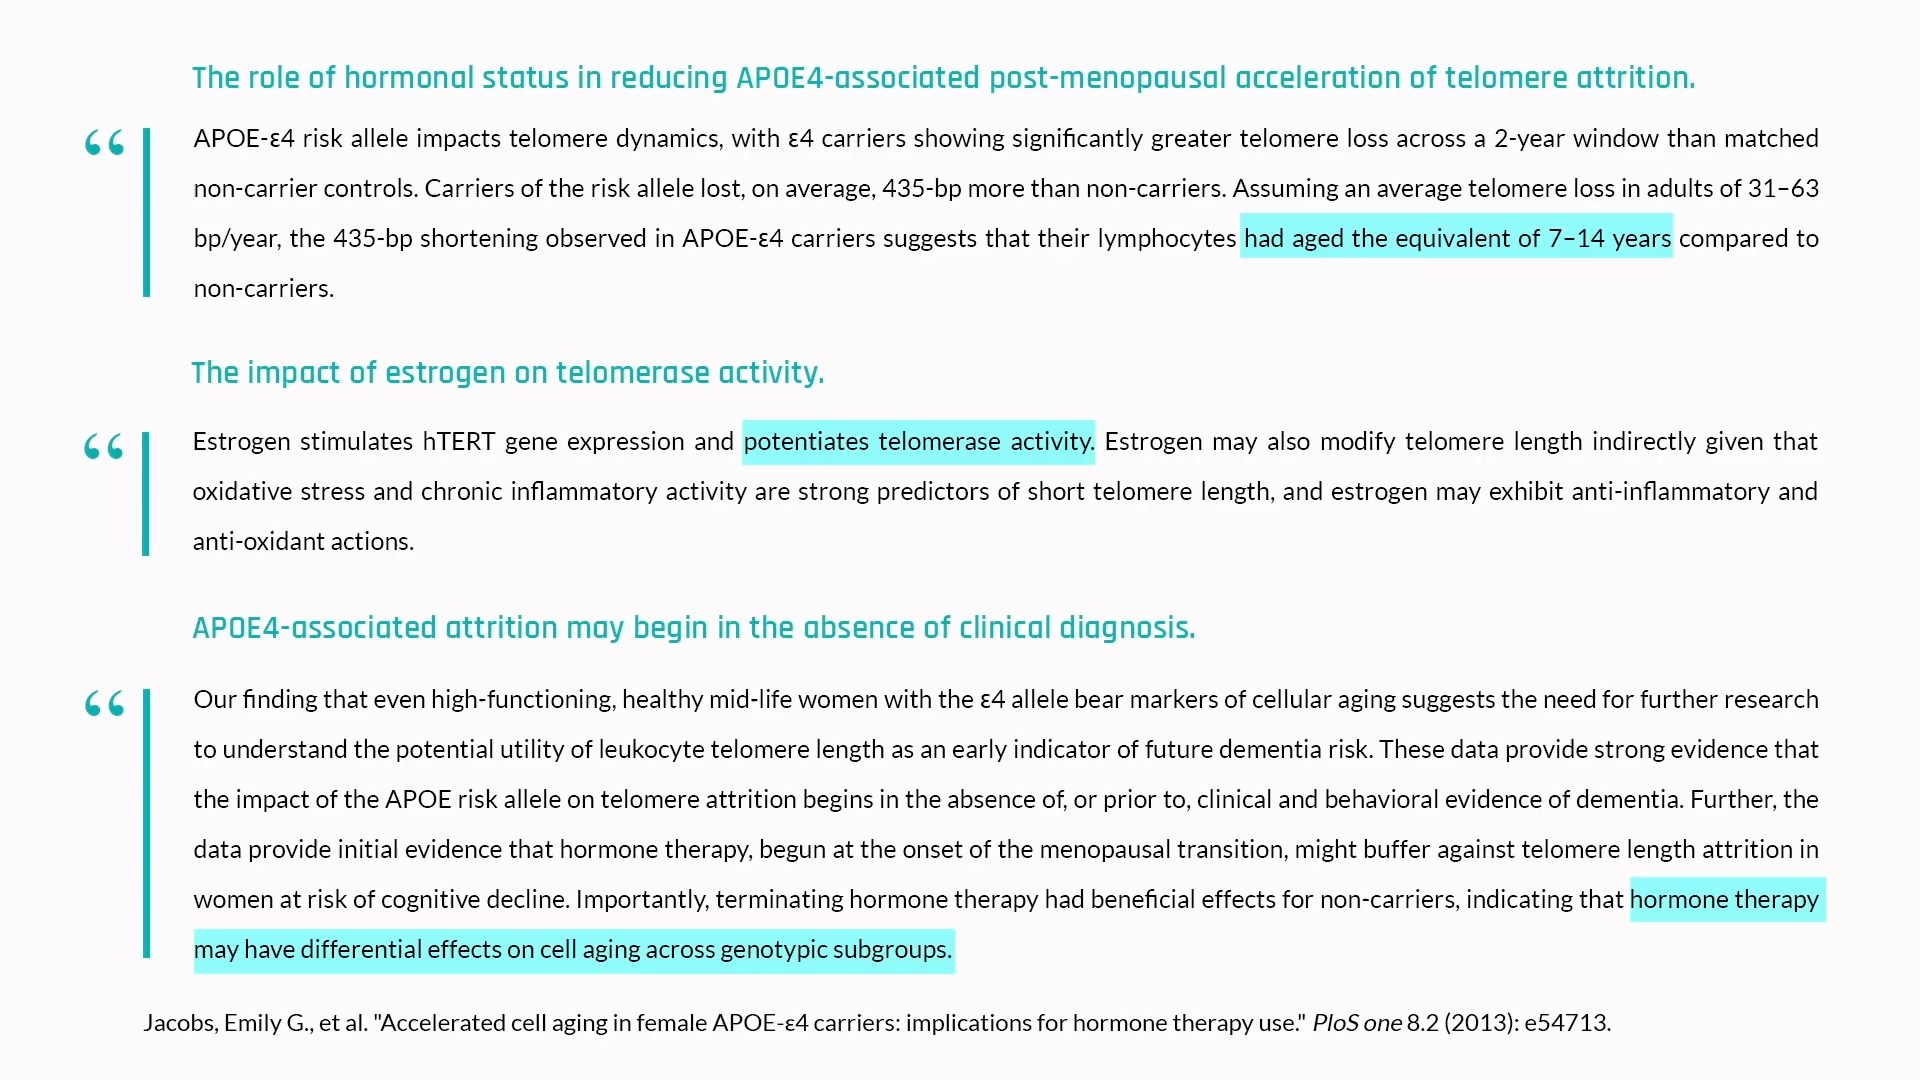 The role of hormonal status in reducing APOE4-associated post-menopausal acceleration of telomere attrition.
“
APOE-ε4 risk allele impacts telomere dynamics, with ε4 carriers showing significantly greater telomere loss across a 2-year window than matched
non-carrier controls. Carriers of the risk allele lost, on average, 435-bp more than non-carriers. Assuming an average telomere loss in adults of 31–63
bp/year, the 435-bp shortening observed in APOE-ε4 carriers suggests that their lymphocytes had aged the equivalent of 7–14 years compared to
non-carriers.
The impact of estrogen on telomerase activity.
“
Estrogen stimulates hTERT gene expression and potentiates telomerase activity. Estrogen may also modify telomere length indirectly given that
oxidative stress and chronic inflammatory activity are strong predictors of short telomere length, and estrogen may exhibit anti-inflammatory and
anti-oxidant actions.
APOE4-associated attrition may begin in the absence of clinical diagnosis.
“
Our finding that even high-functioning, healthy mid-life women with the ε4 allele bear markers of cellular aging suggests the need for further research
to understand the potential utility of leukocyte telomere length as an early indicator of future dementia risk. These data provide strong evidence that
the impact of the APOE risk allele on telomere attrition begins in the absence of, or prior to, clinical and behavioral evidence of dementia. Further, the
data provide initial evidence that hormone therapy, begun at the onset of the menopausal transition, might buffer against telomere length attrition in
women at risk of cognitive decline. Importantly, terminating hormone therapy had beneficial effects for non-carriers, indicating that hormone therapy
may have differential effects on cell aging across genotypic subgroups.
Jacobs, Emily G., et al. "Accelerated cell aging in female APOE-ε4 carriers: implications for hormone therapy use." PloS one 8.2 (2013): e54713.